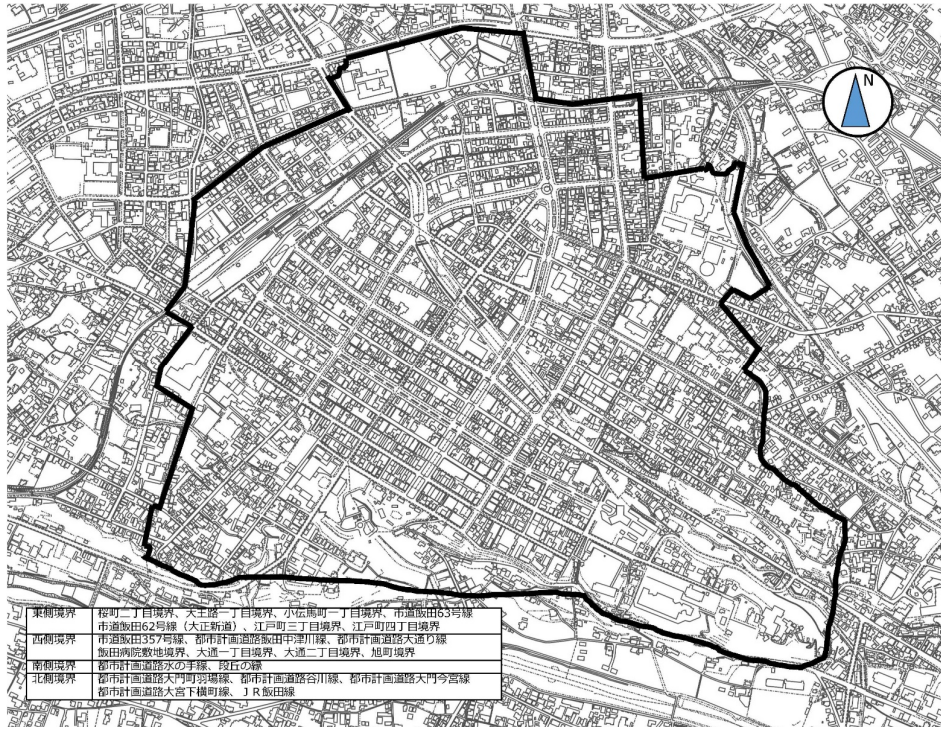 N
東側境界 桜町二丁目境界、大王路一丁目境界、小伝馬町一丁目境界、市道飯田63号線
市道飯田62号線（大正新道）、江戸町三丁目境界、江戸町四丁目境界
西側境界 市道飯田357号線、都市計画道路飯田中津川線、都市計画道路大通り線
飯田病院敷地境界、大通一丁目境界、大通二丁目境界、旭町境界
南側境界 都市計画道路水の手線、段丘の縁
北側境界 都市計画道路大門町羽場線、都市計画道路谷川線、都市計画道路大門今宮線
都市計画道路大宮下横町線、ＪＲ飯田線